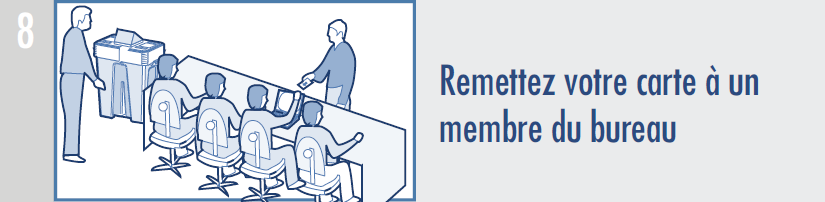 8
Remettez votre carte à un
membre du bureau